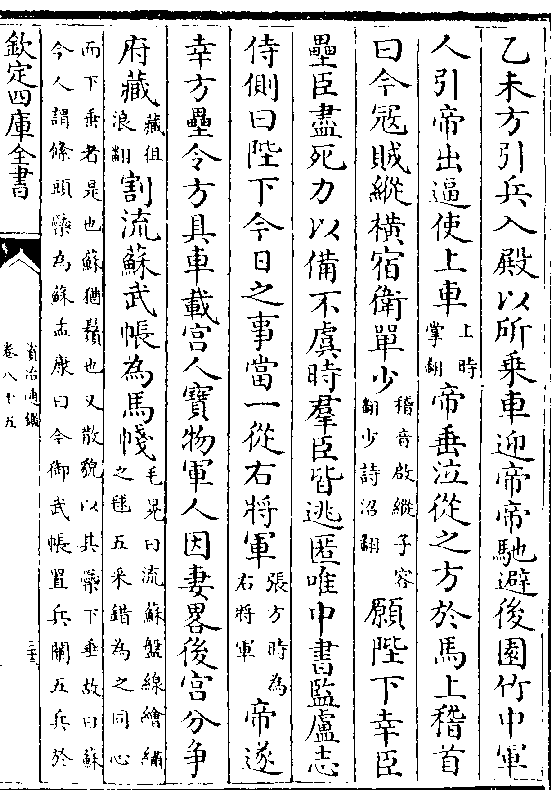 乙未方引兵入殿以所乗車迎帝帝馳避後園竹中軍
人引帝出逼使上車上時掌翻帝垂泣從之方於馬上稽首
曰今冦賊縱横宿衛單少稽音啟縱子容翻少詩沼翻願陛下幸臣
壘臣盡死力以備不虞時羣臣皆逃匿唯中書監盧志
侍側曰陛下今日之事當一從右將軍張方時為右將軍帝遂
幸方壘令方具車載宫人寶物軍人因妻畧後宫分争
府藏藏徂浪翻割流蘇武帳為馬帴毛晃曰流蘇盤線繪繡之毬五采錯為之同心
而下垂者是也蘇猶鬚也又散貌以其蘂下垂故曰蘇
今人謂絛頭蘂為蘇孟康曰今御武帳置兵闌五兵於
欽定四庫全書
資治通鑑
卷八十五